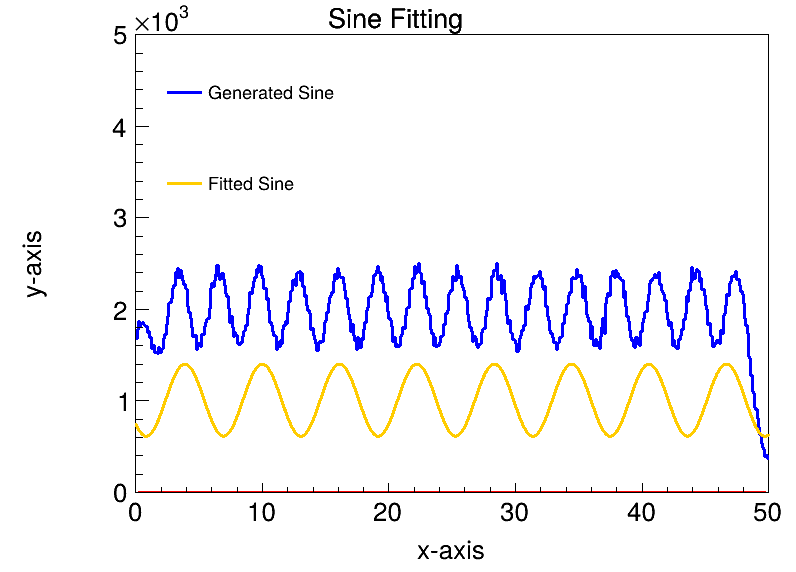 Sine Fitting
×10³
5
4
3
2
1
0
Generated Sine
Fitted Sine
y-axis
0 10 20 30 40 50
x-axis